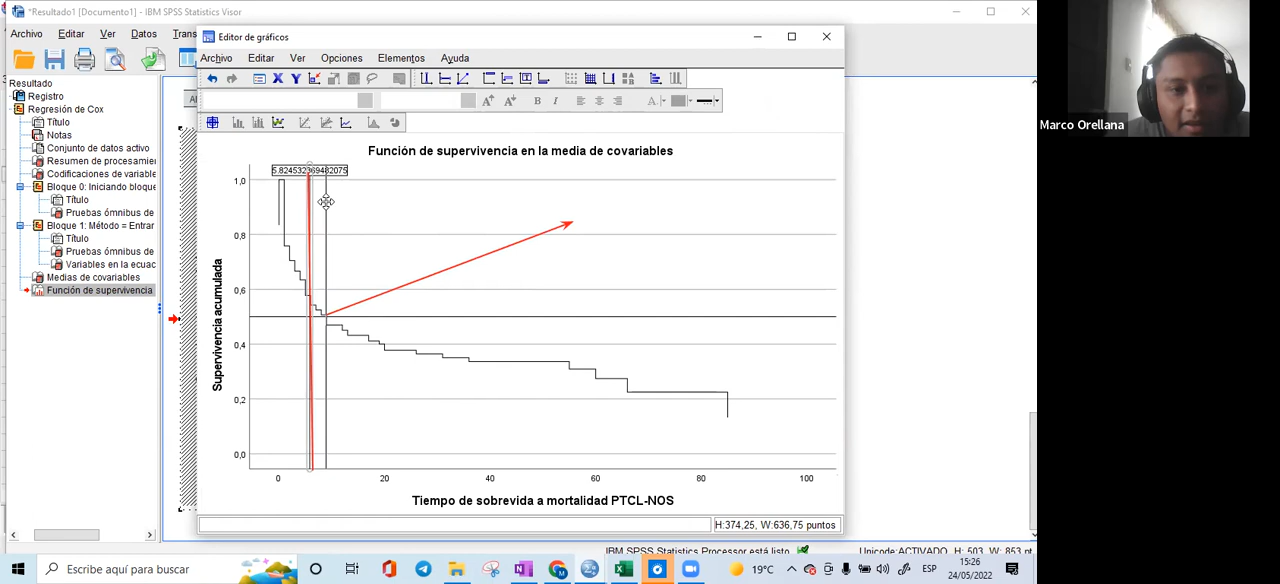 *Resultado1 [Documento1] - IBM SPSS Statistics Visor
Archivo Editar Ver Datos Trans
Editor de gráficos
Archivo Editar Ver Opciones Elementos Ayuda
Resultado
Registro
Regresión de Cox
Título
Notas
Conjunto de datos activo
Resumen de procesamie
Codificaciones de variable
Bloque 0: Iniciando bloque
Título
Pruebas ómnibus de
Bloque 1: Método = Entrar
Título
Pruebas ómnibus de
Variables en la ecuac
Medias de covariables
Función de supervivencia
Función de supervivencia en la media de covariables
1,0
0,8
0,6
0,4
0,2
0,0
Supervivencia acumulada
0 20 40 60 80 100
Tiempo de sobrevida a mortalidad PTCL-NOS
H:374,25, W:636,75 puntos
IBM SPSS Statistics Processor está listo
Unicode:ACTIVADO H: 503, W: 853 pt
Marco Orellana
Escribe aquí para buscar
19°C
ESP
15:26
24/05/2022